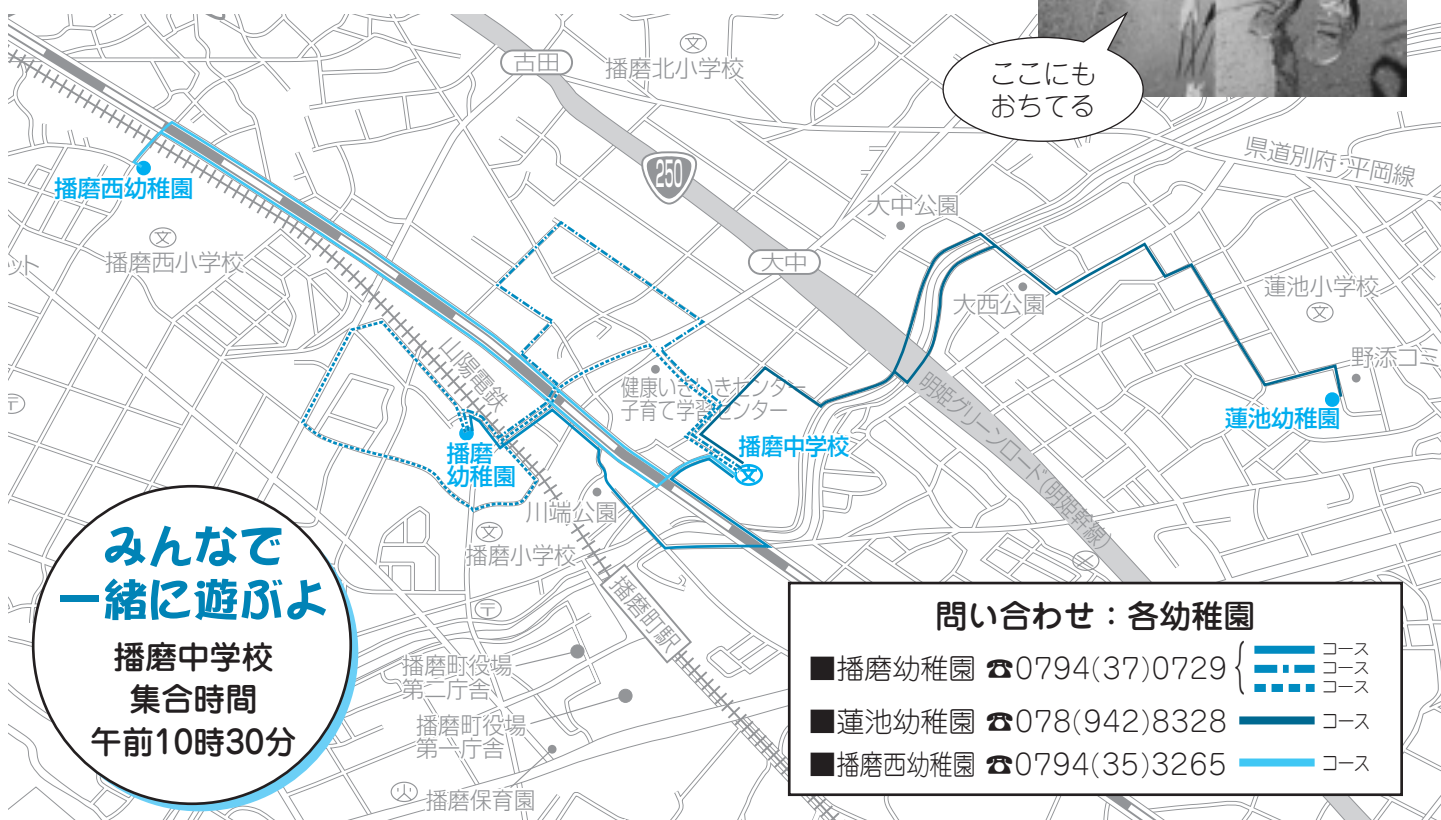 ここにも
おちてる
古田
文
播磨北小学校
250
県道別府・平岡線
播磨西幼稚園
大中公園
文
播磨西小学校
ット
大中
大西公園
蓮池小学校
文
山陽電鉄
健康いきいきセンター
子育て学習センター
明姫グリーンロード(明姫幹線)
野添コミ
蓮池幼稚園
播磨
幼稚園
播磨中学校
文
川端公園
文
播磨小学校
播磨町駅
播磨町役場
第二庁舎
播磨町役場
第一庁舎
火
播磨保育園
みんなで
一緒に遊ぶよ
播磨中学校
集合時間
午前10時30分
問い合わせ：各幼稚園
■播磨幼稚園 ☎0794(37)0729
コース
コース
コース
■蓮池幼稚園 ☎078(942)8328 コース
■播磨西幼稚園 ☎0794(35)3265 コース